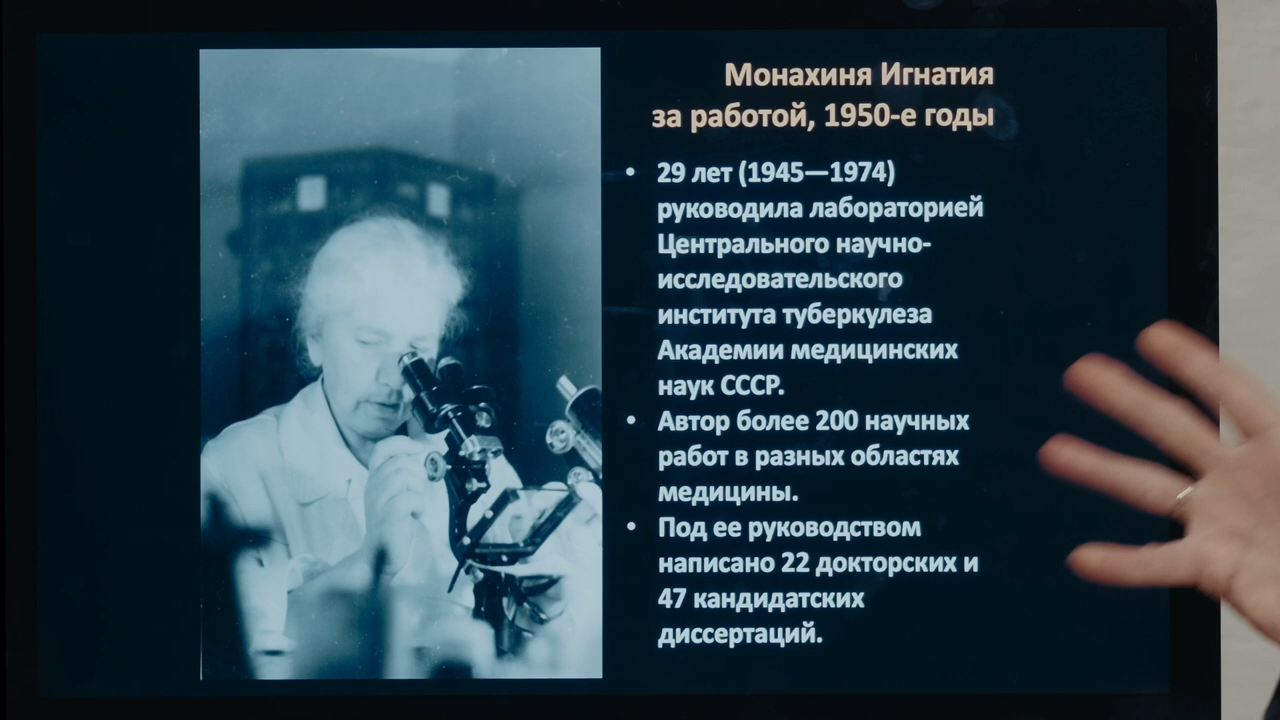 Монахиня Игнатия
за работой, 1950-е годы
• 29 лет (1945—1974)
руководила лабораторией
Центрального научно-
исследовательского
института туберкулеза
Академии медицинских
наук СССР.
• Автор более 200 научных
работ в разных областях
медицины.
• Под ее руководством
написано 22 докторских и
47 кандидатских
диссертаций.